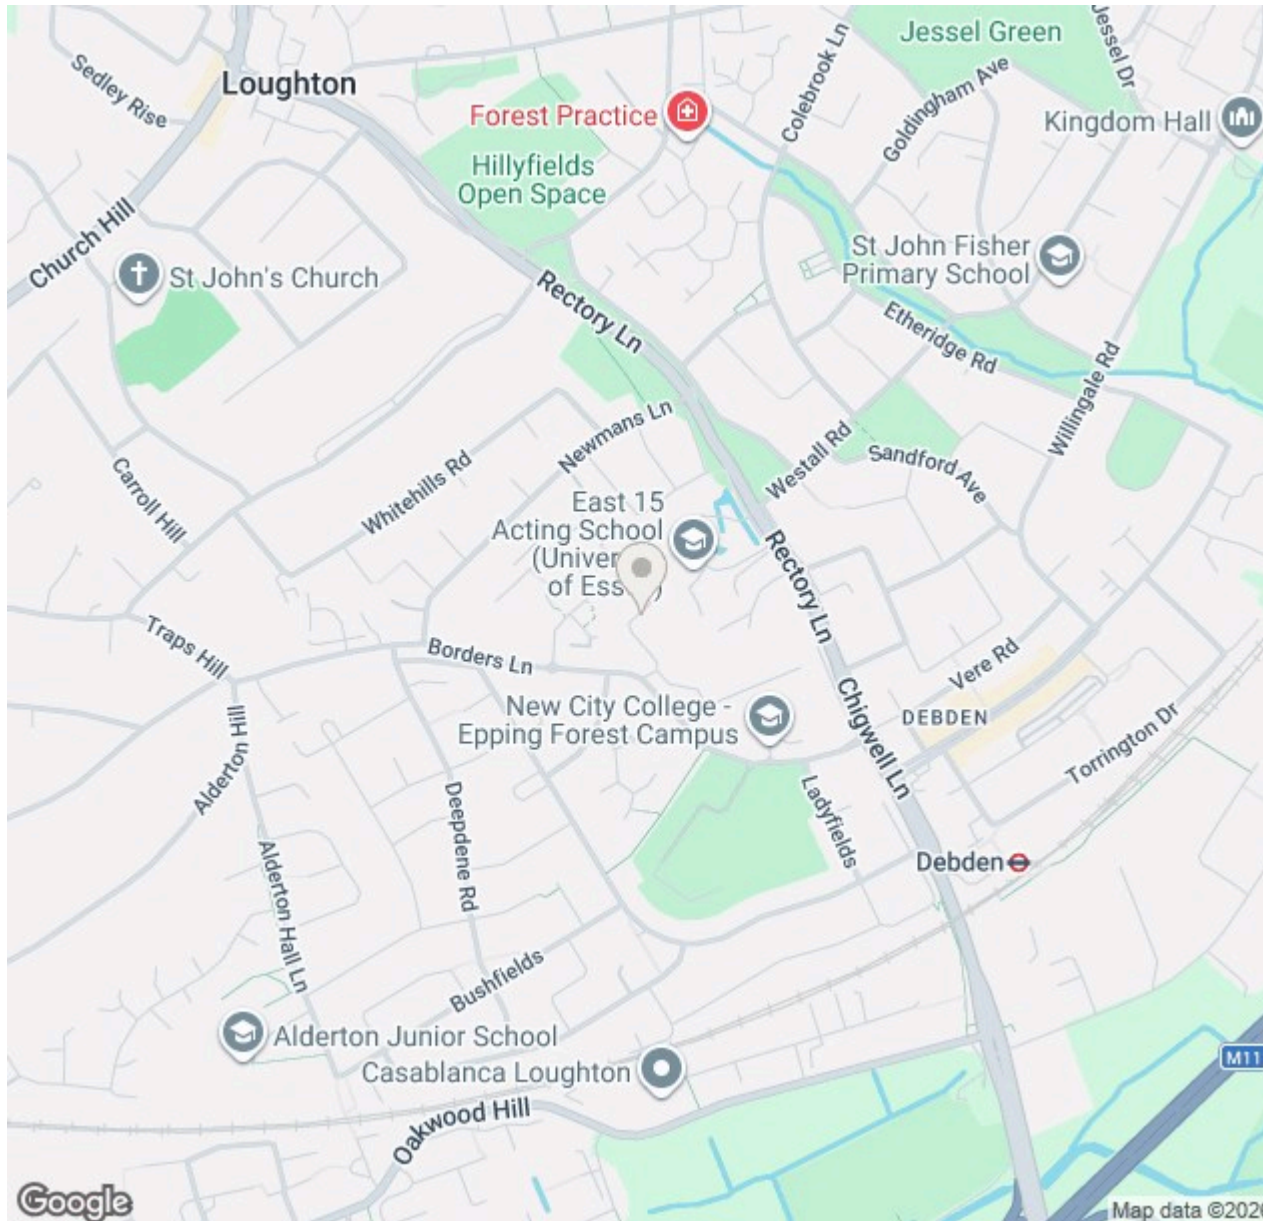 Jessel Green
Jessel Dr
Sedley Rise
Loughton
Colebrook Ln
Goldingham Ave
Forest Practice
Kingdom Hall
Hillyfields
Open Space
Church Hill
St John's Church
St John Fisher
Primary School
Rectory Ln
Etheridge Rd
Willingale Rd
Newmans Ln
Westall Rd
Sandford Ave
Carroll Hill
Whitehills Rd
East 15
Acting School
(Univer
of Ess
)
Rectory Ln
Traps Hill
Borders Ln
Vere Rd
Chigwell Ln
New City College -
Epping Forest Campus
DEBDEN
Torrington Dr
Alderton Hill
Deepdene Rd
Ladyfields
Debden
Alderton Hall Ln
Bushfields
Alderton Junior School
Casablanca Loughton
M11
Oakwood Hill
Google
Map data ©202